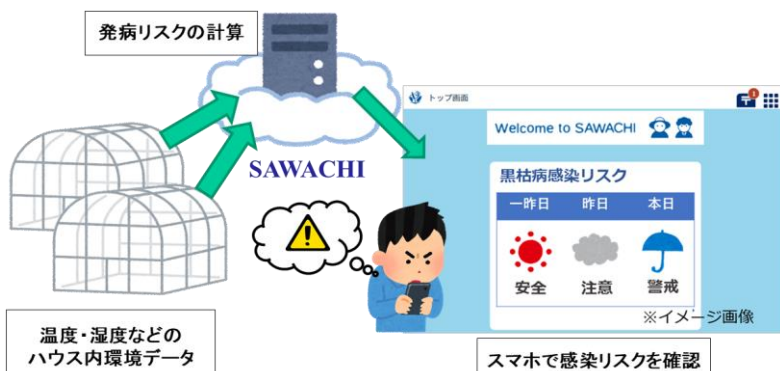 発病リスクの計算
SAWACHI
温度・湿度などの
ハウス内環境データ
トップ画面
1
Welcome to SAWACHI
黒枯病感染リスク
一昨日 昨日 本日
安全 注意 警戒
※イメージ画像
スマホで感染リスクを確認